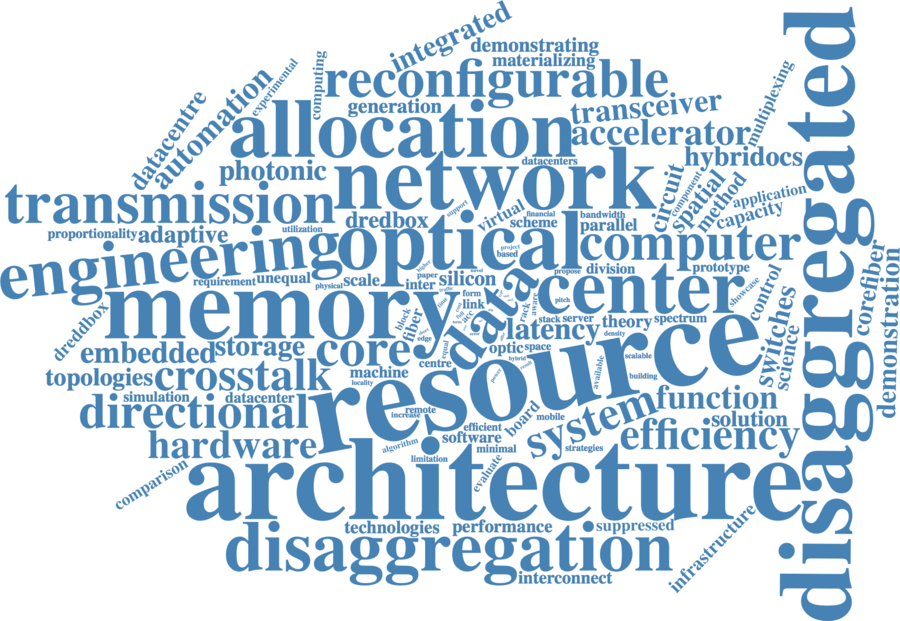 integrated
demonstrating
materializing
computing
experimental
reconfigurable
multiplexing
disaggregated
datacentre
automation
generation
transceiver
allocation
accelerator
datacenters
hybridocs
photonic
network
circuit
component
spatial
method
application
capacity
transmission
dredbox
support
virtual
financial
scheme
bandwidth
parallel
proportionality
adaptive
utilization
optical
project
based
computer
engineering
requirement
unequal
physical
scale
paper
inter
silicon
propose
division
prototype
corefiber
demonstration
memory
form
link
data
rack
aware
pitch
center
showcase
control
dreddbox
block
fiber
edge
acc
latency
stack
server
theory
spectrum
density
switches
science
embedded
storage
core
equal
centre
optic
space
hybrid
available
scalable
building
topologies
crosstalk
machine
locality
power
resource
simulation
datacenter
directional
remote
increase
efficient
software
minimal
board
mobile
system
function
solution
hardware
algorithm
limitation
evaluate
strategies
efficiency
comparison
architecture
technologies
performance
suppressed
disaggregation
interconnect
infrastructure